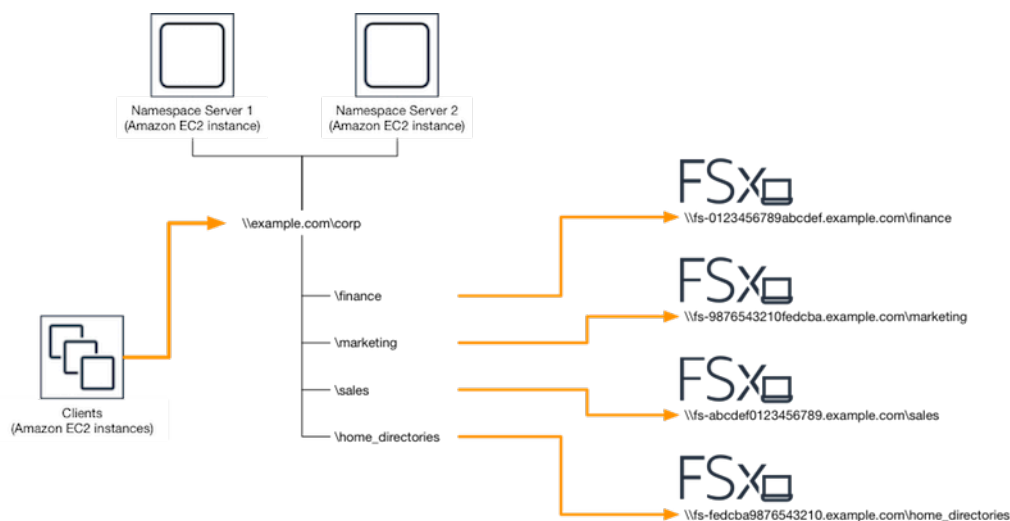 Namespace Server 1
(Amazon EC2 instance)
Namespace Server 2
(Amazon EC2 instance)
\\example.com\corp
\finance
\marketing
\sales
\home_directories
Clients
(Amazon EC2 instances)
FSx
\\fs-0123456789abcdef.example.com\finance
FSx
\\fs-9876543210fedcba.example.com\marketing
FSx
\\fs-abcdef0123456789.example.com\sales
FSx
\\fs-fedcba9876543210.example.com\home_directories